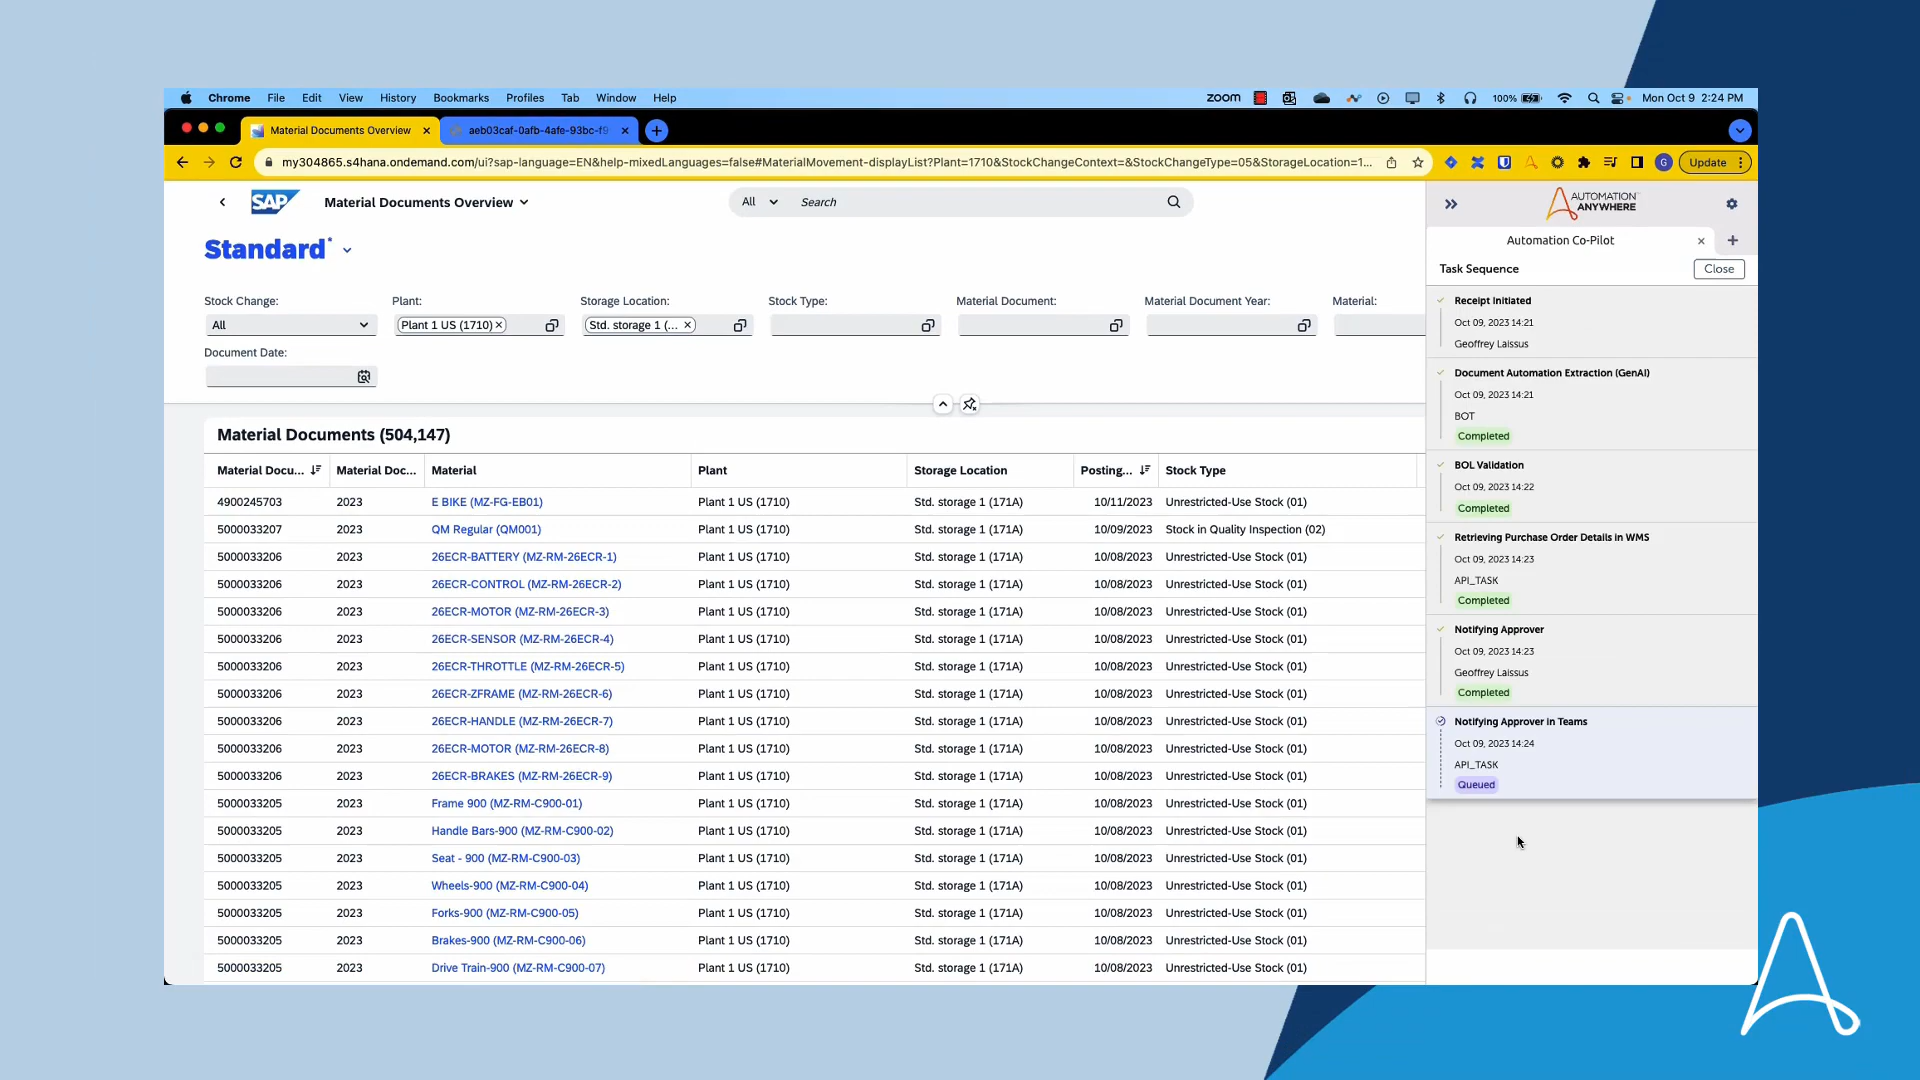 Chrome File Edit View History Bookmarks Profiles Tab Window Help zoom 100% Mon Oct 9 2:24 PM
Material Documents Overview aeb03caf-0afb-4afe-93bc-f9
my304865.s4hana.ondemand.com/ui?sap-language=EN&help-mixedLanguages=false#MaterialMovement-displayList?Plant=1710&StockChangeContext=&StockChangeType=05&StorageLocation=1... G Update
SAP Material Documents Overview All Search
Standard*
Stock Change: Plant: Storage Location: Stock Type: Material Document: Material Document Year: Material:
All Plant 1 US (1710) Std. storage 1 (...
Document Date:
Material Documents (504,147)
Material Docu... Material Doc... Material Plant Storage Location Posting... Stock Type
4900245703 2023 E BIKE (MZ-FG-EB01) Plant 1 US (1710) Std. storage 1 (171A) 10/11/2023 Unrestricted-Use Stock (01)
5000033207 2023 QM Regular (QM001) Plant 1 US (1710) Std. storage 1 (171A) 10/09/2023 Stock in Quality Inspection (02)
5000033206 2023 26ECR-BATTERY (MZ-RM-26ECR-1) Plant 1 US (1710) Std. storage 1 (171A) 10/08/2023 Unrestricted-Use Stock (01)
5000033206 2023 26ECR-CONTROL (MZ-RM-26ECR-2) Plant 1 US (1710) Std. storage 1 (171A) 10/08/2023 Unrestricted-Use Stock (01)
5000033206 2023 26ECR-MOTOR (MZ-RM-26ECR-3) Plant 1 US (1710) Std. storage 1 (171A) 10/08/2023 Unrestricted-Use Stock (01)
5000033206 2023 26ECR-SENSOR (MZ-RM-26ECR-4) Plant 1 US (1710) Std. storage 1 (171A) 10/08/2023 Unrestricted-Use Stock (01)
5000033206 2023 26ECR-THROTTLE (MZ-RM-26ECR-5) Plant 1 US (1710) Std. storage 1 (171A) 10/08/2023 Unrestricted-Use Stock (01)
5000033206 2023 26ECR-ZFRAME (MZ-RM-26ECR-6) Plant 1 US (1710) Std. storage 1 (171A) 10/08/2023 Unrestricted-Use Stock (01)
5000033206 2023 26ECR-HANDLE (MZ-RM-26ECR-7) Plant 1 US (1710) Std. storage 1 (171A) 10/08/2023 Unrestricted-Use Stock (01)
5000033206 2023 26ECR-MOTOR (MZ-RM-26ECR-8) Plant 1 US (1710) Std. storage 1 (171A) 10/08/2023 Unrestricted-Use Stock (01)
5000033206 2023 26ECR-BRAKES (MZ-RM-26ECR-9) Plant 1 US (1710) Std. storage 1 (171A) 10/08/2023 Unrestricted-Use Stock (01)
5000033205 2023 Frame 900 (MZ-RM-C900-01) Plant 1 US (1710) Std. storage 1 (171A) 10/08/2023 Unrestricted-Use Stock (01)
5000033205 2023 Handle Bars-900 (MZ-RM-C900-02) Plant 1 US (1710) Std. storage 1 (171A) 10/08/2023 Unrestricted-Use Stock (01)
5000033205 2023 Seat - 900 (MZ-RM-C900-03) Plant 1 US (1710) Std. storage 1 (171A) 10/08/2023 Unrestricted-Use Stock (01)
5000033205 2023 Wheels-900 (MZ-RM-C900-04) Plant 1 US (1710) Std. storage 1 (171A) 10/08/2023 Unrestricted-Use Stock (01)
5000033205 2023 Forks-900 (MZ-RM-C900-05) Plant 1 US (1710) Std. storage 1 (171A) 10/08/2023 Unrestricted-Use Stock (01)
5000033205 2023 Brakes-900 (MZ-RM-C900-06) Plant 1 US (1710) Std. storage 1 (171A) 10/08/2023 Unrestricted-Use Stock (01)
5000033205 2023 Drive Train-900 (MZ-RM-C900-07) Plant 1 US (1710) Std. storage 1 (171A) 10/08/2023 Unrestricted-Use Stock (01)
AUTOMATION
ANYWHERE
Automation Co-Pilot
Task Sequence Close
Receipt Initiated
Oct 09, 2023 14:21
Geoffrey Laissus
Document Automation Extraction (GenAI)
Oct 09, 2023 14:21
BOT
Completed
BOL Validation
Oct 09, 2023 14:22
Completed
Retrieving Purchase Order Details in WMS
Oct 09, 2023 14:23
API_TASK
Completed
Notifying Approver
Oct 09, 2023 14:23
Geoffrey Laissus
Completed
Notifying Approver in Teams
Oct 09, 2023 14:24
API_TASK
Queued